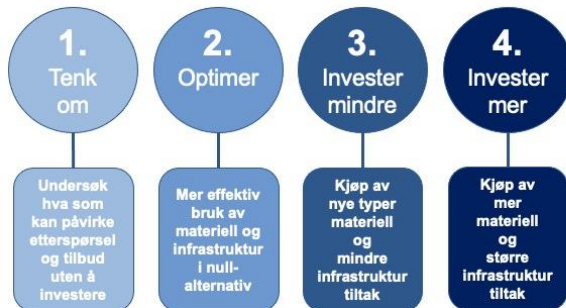 1.
Tenk
om
2.
Optimer
3.
Invester
mindre
4.
Invester
mer
Undersøk
hva som
kan påvirke
etterspørsel
og tilbud
uten å
investere
Mer effektiv
bruk av
materiell og
infrastruktur
i null-
alternativ
Kjøp av
nye typer
materiell
og
mindre
infrastruktur
tiltak
Kjøp av
mer
materiell
og
større
infrastruktur
tiltak